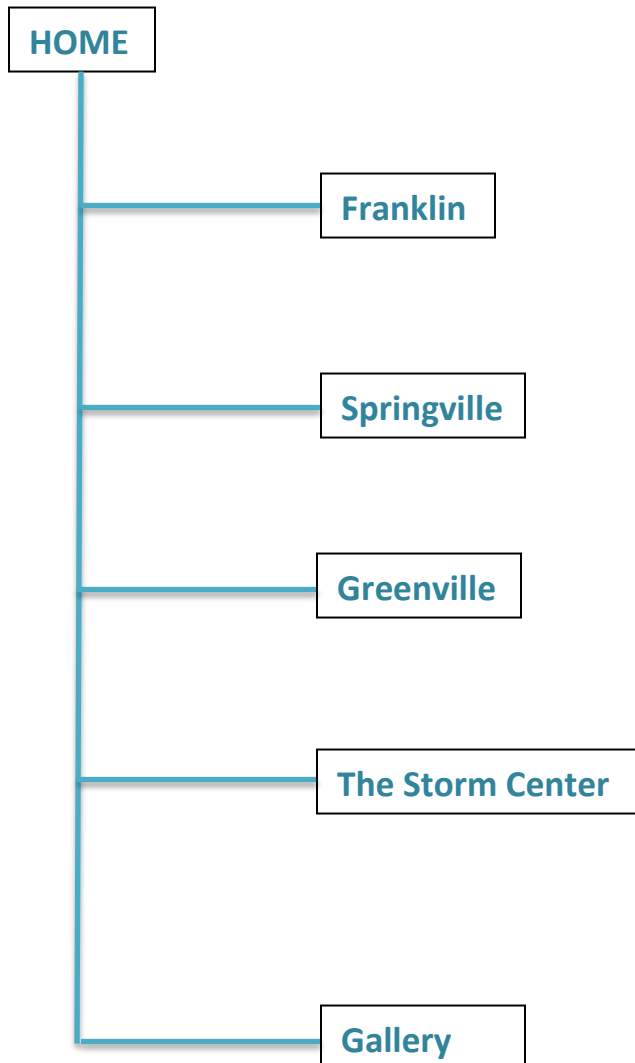 HOME
Franklin
Springville
Greenville
The Storm Center
Gallery